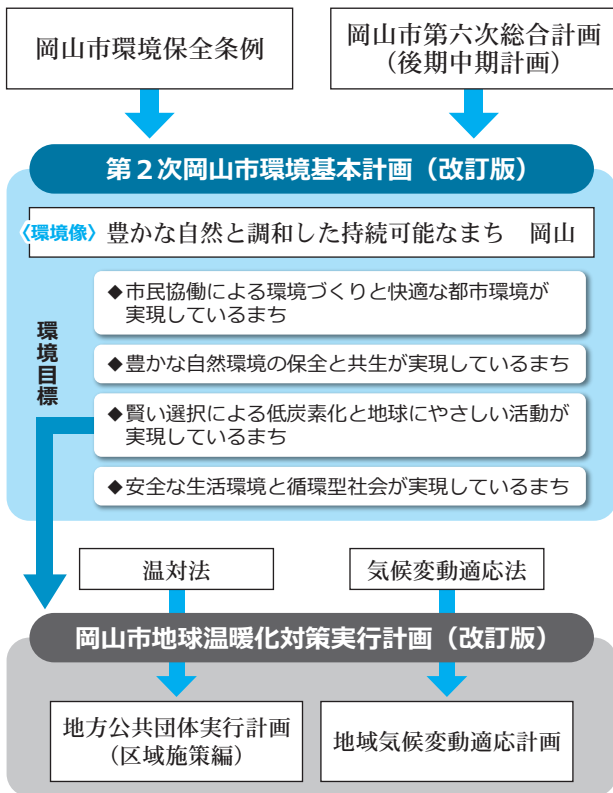 岡山市環境保全条例
岡山市第六次総合計画
（後期中期計画）
第２次岡山市環境基本計画（改訂版）
〈環境像〉豊かな自然と調和した持続可能なまち　岡山
環境目標
◆市民協働による環境づくりと快適な都市環境が
実現しているまち
◆豊かな自然環境の保全と共生が実現しているまち
◆賢い選択による低炭素化と地球にやさしい活動が
実現しているまち
◆安全な生活環境と循環型社会が実現しているまち
温対法
気候変動適応法
岡山市地球温暖化対策実行計画（改訂版）
地方公共団体実行計画
（区域施策編）
地域気候変動適応計画